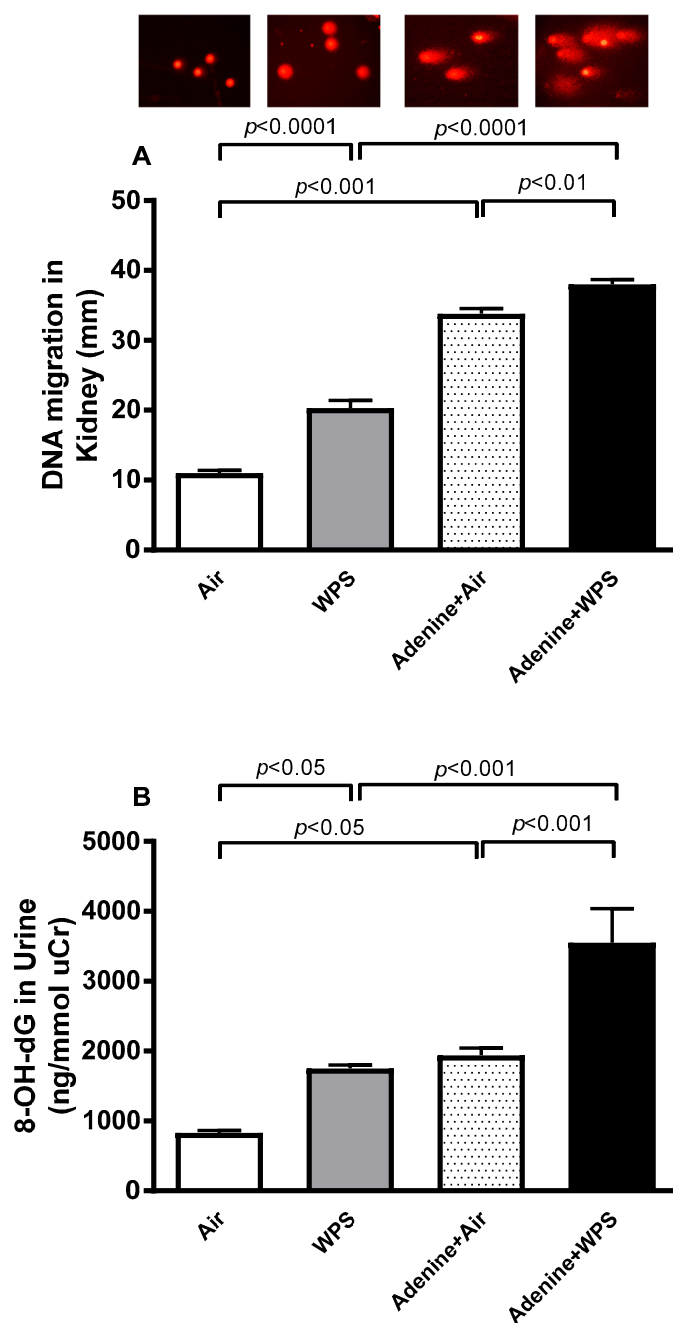 p<0.0001
p<0.0001
A
p<0.001
p<0.01
50
40
30
20
10
0
DNA migration in
Kidney (mm)
Air
WPS
Adenine+Air
Adenine+WPS
p<0.05
p<0.001
B
p<0.05
p<0.001
5000
4000
3000
2000
1000
0
8-OH-dG in Urine
(ng/mmol uCr)
Air
WPS
Adenine+Air
Adenine+WPS